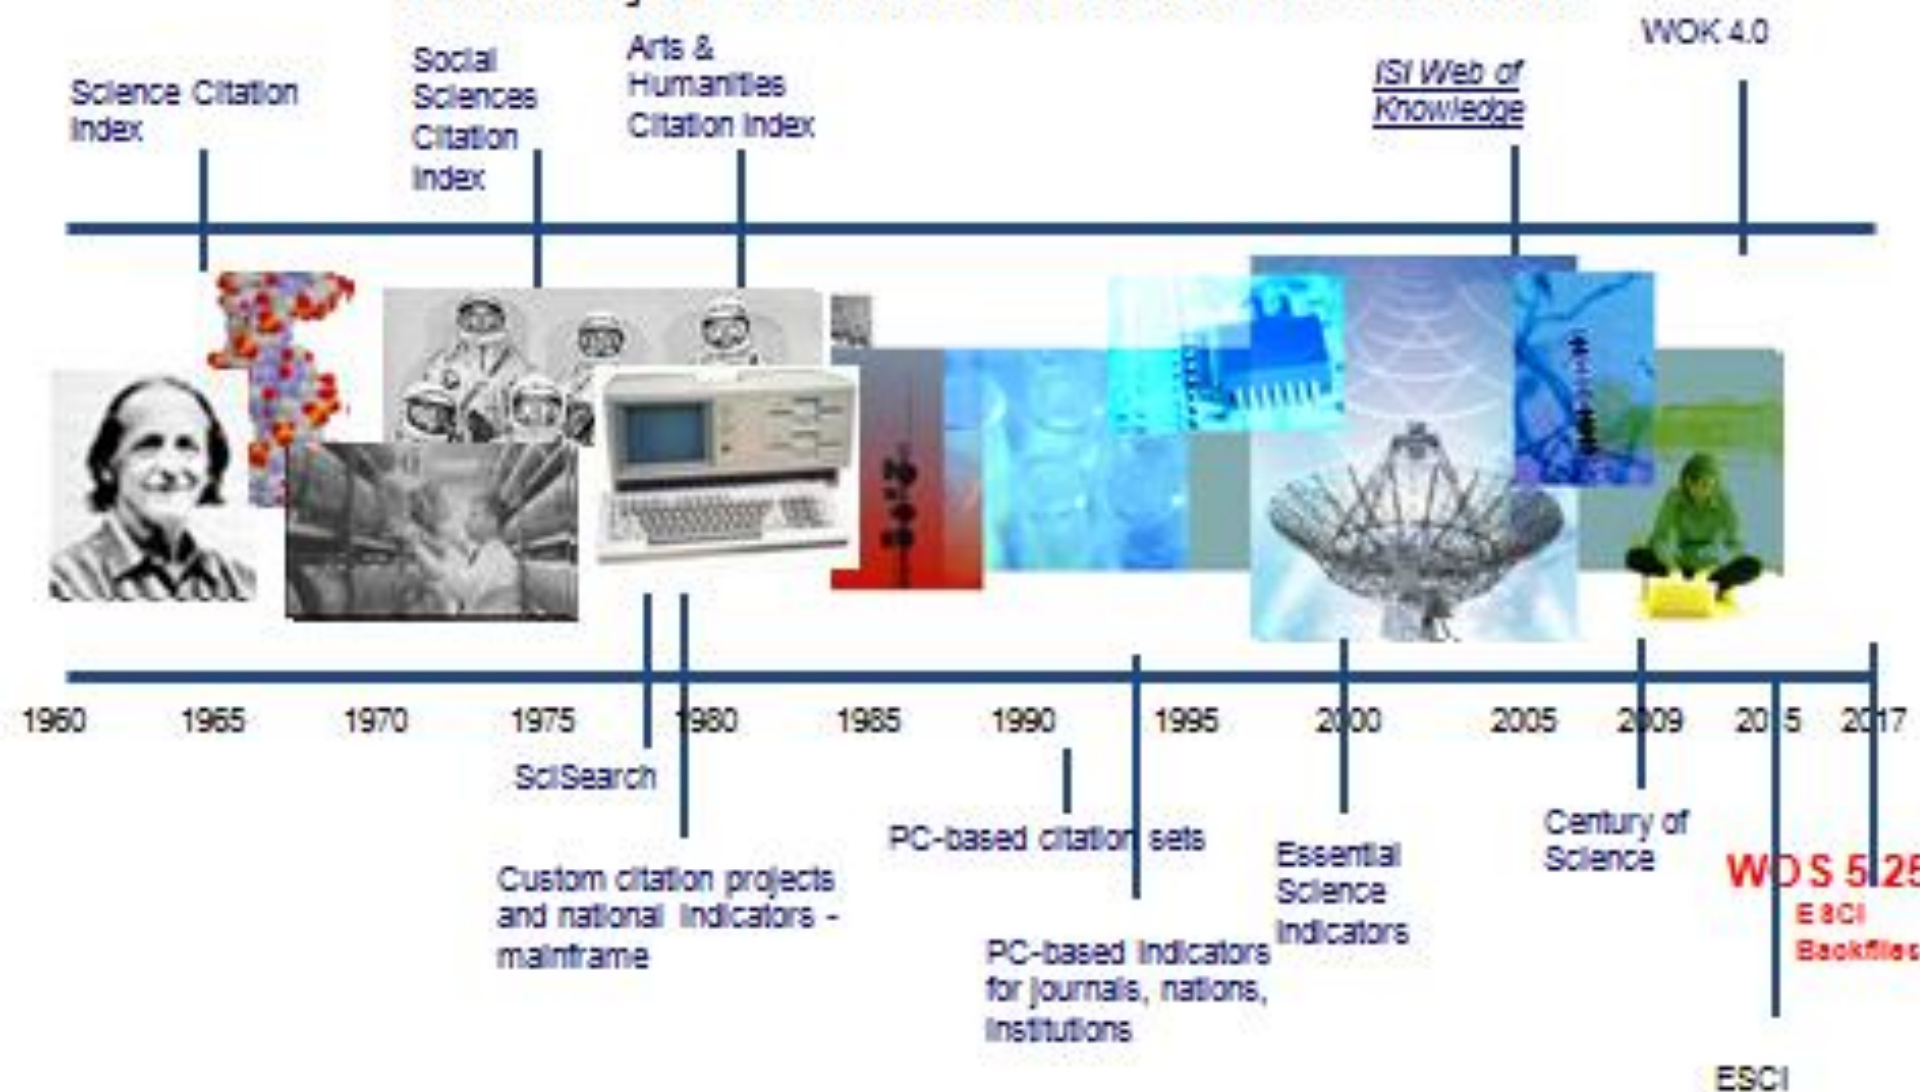 WOK 4.0
Arts &
Humanities
Citation Index
Social
Sciences
Citation
Index
ISI Web of
Knowledge
Science Citation
Index
1960 1965 1970 1975 1980 1985 1990 1995 2000 2005 2009 2015 2017
SciSearch
PC-based citation sets
Century of
Science
Essential
Science
Indicators
Custom citation projects
and national indicators -
mainframe
WOS 5.25
ESCI
Backfiles
PC-based indicators
for journals, nations,
institutions
ESCI